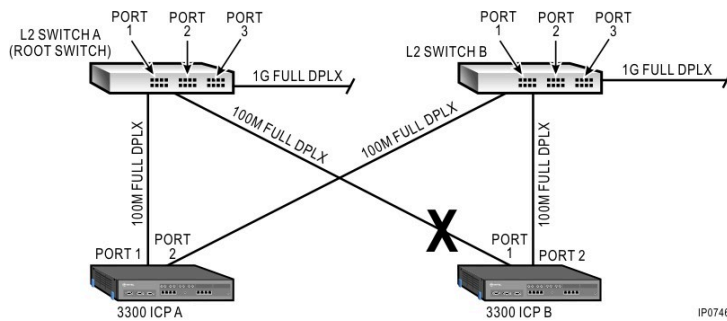 PORT
1
PORT
2
PORT
3
L2 SWITCH A
(ROOT SWITCH)
1G FULL DPLX
PORT
1
PORT
2
PORT
3
L2 SWITCH B
1G FULL DPLX
100M FULL DPLX
100M FULL DPLX
100M FULL DPLX
100M FULL DPLX
X
PORT 1
PORT
2
PORT
1
PORT 2
3300 ICP A
3300 ICP B